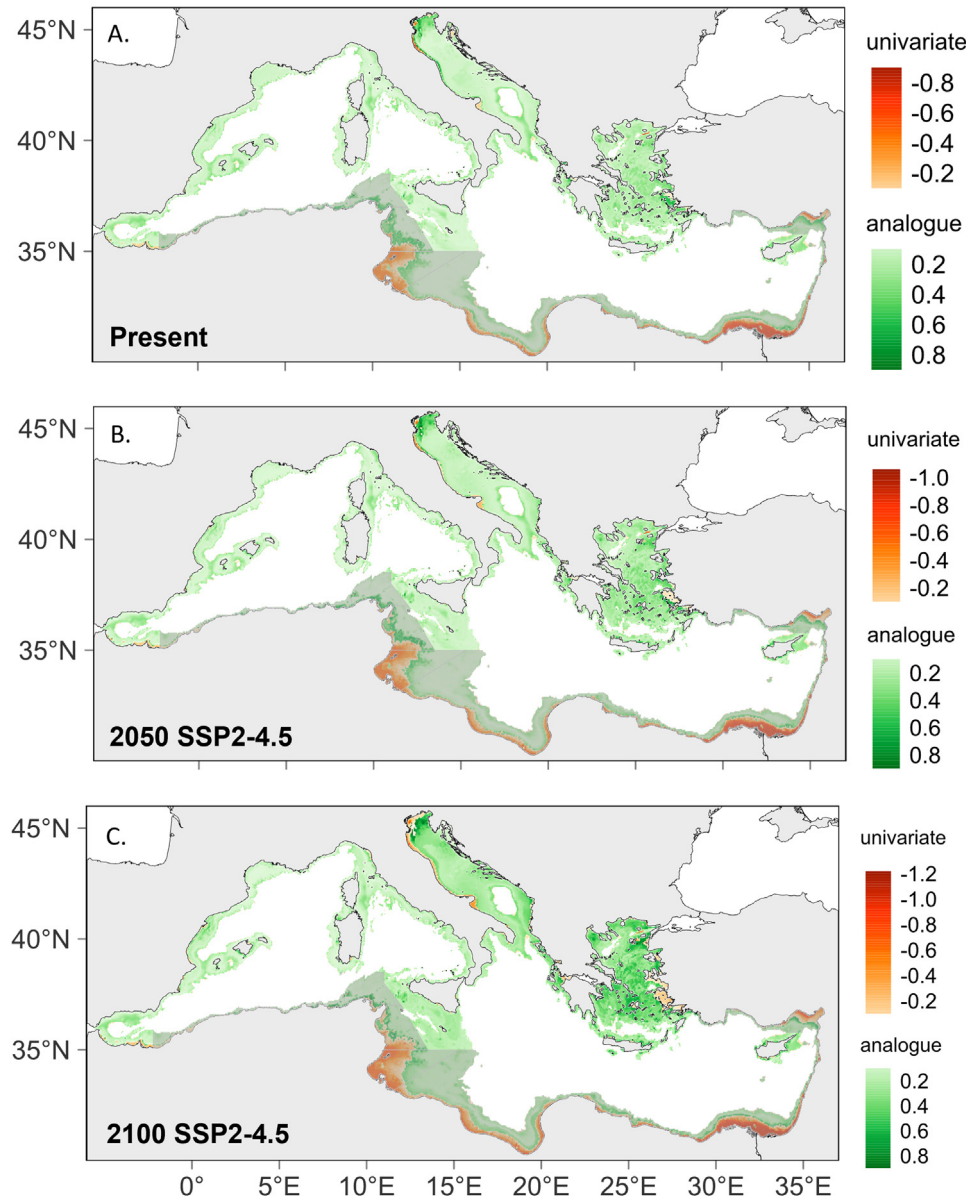 A.
45°N
40°N
35°N
Present
univariate
-0.8
-0.6
-0.4
-0.2
analogue
0.2
0.4
0.6
0.8
B.
45°N
40°N
35°N
2050 SSP2-4.5
univariate
-1.0
-0.8
-0.6
-0.4
-0.2
analogue
0.2
0.4
0.6
0.8
C.
45°N
40°N
35°N
2100 SSP2-4.5
univariate
-1.2
-1.0
-0.8
-0.6
-0.4
-0.2
analogue
0.2
0.4
0.6
0.8
0° 5°E 10°E 15°E 20°E 25°E 30°E 35°E